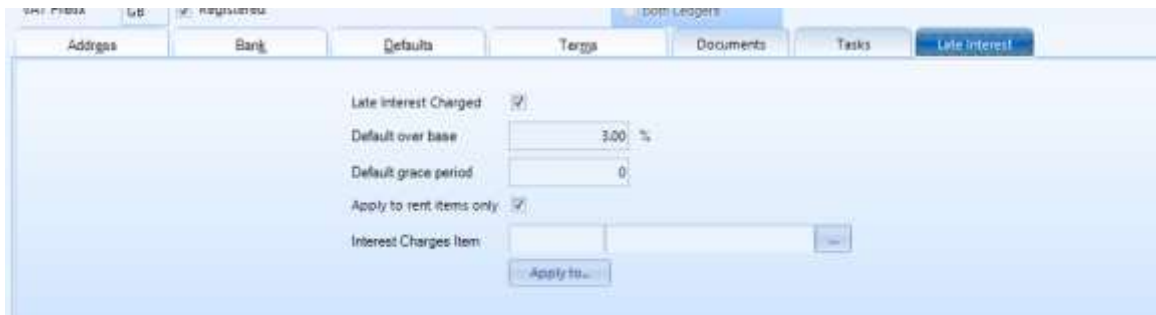 VAT Prefix GB Registered Both Ledgers
Address Bank Defaults Terms Documents Tasks Late Interest
Late Interest Charged
Default over base 3.00 %
Default grace period 0
Apply to rent items only
Interest Charges Item ...
Apply to...